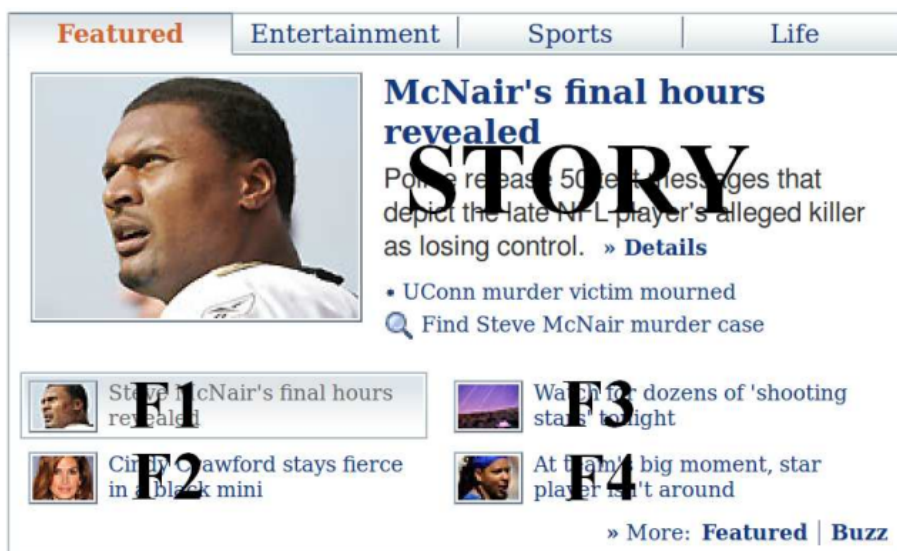 Featured Entertainment Sports Life
McNair's final hours
revealed
STORY
Police release 50 text messages that
depict the late NFL player's alleged killer
as losing control. » Details
• UConn murder victim mourned
Find Steve McNair murder case
Steve McNair's final hours
revealed
F1
Watch for dozens of 'shooting
stars' tonight
F3
Cindy Crawford stays fierce
in a black mini
F2
At team's big moment, star
player isn't around
F4
» More: Featured | Buzz